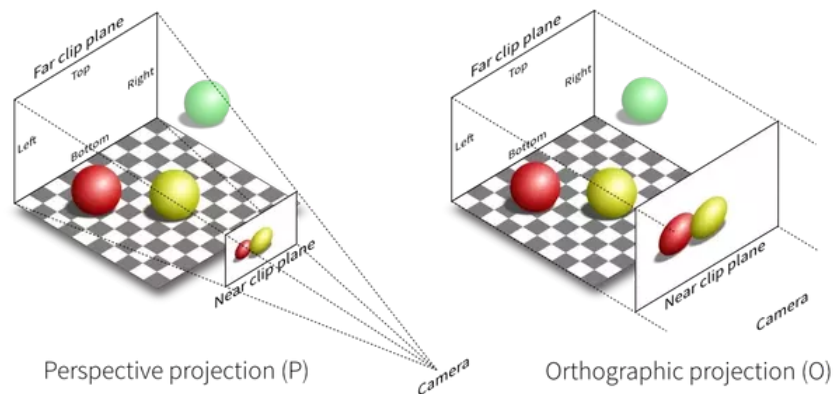 Far clip plane
Top
Right
Left
Bottom
Near clip plane
Camera
Perspective projection (P)
Far clip plane
Top
Right
Left
Bottom
Near clip plane
Camera
Orthographic projection (O)